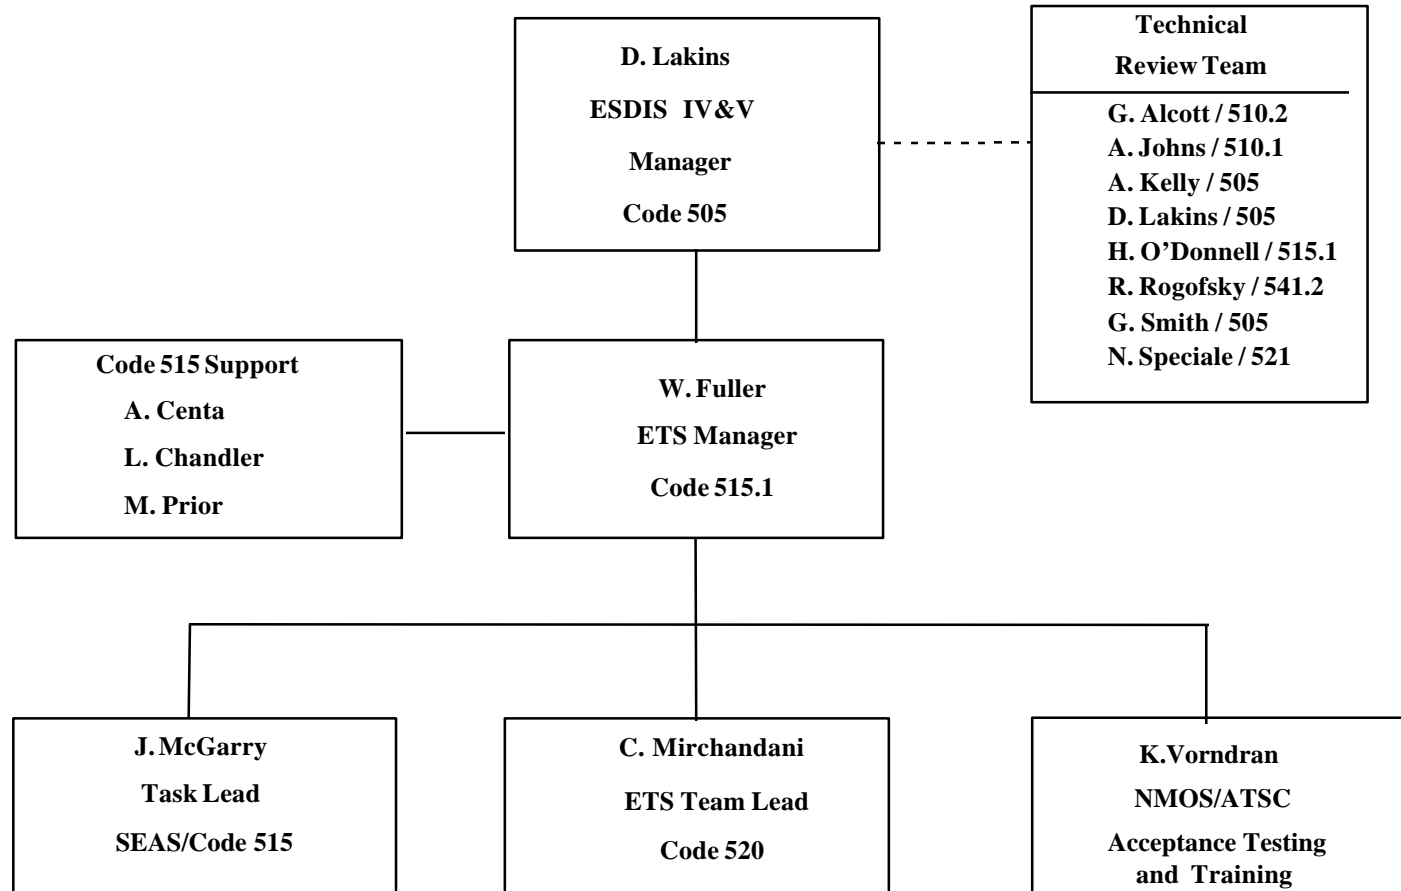 D. Lakins
ESDIS IV&V
Manager
Code 505
Technical
Review Team
G. Alcott / 510.2
A. Johns / 510.1
A. Kelly / 505
D. Lakins / 505
H. O’Donnell / 515.1
R. Rogofsky / 541.2
G. Smith / 505
N. Speciale / 521
Code 515 Support
A. Centa
L. Chandler
M. Prior
W. Fuller
ETS Manager
Code 515.1
J. McGarry
Task Lead
SEAS/Code 515
C. Mirchandani
ETS Team Lead
Code 520
K.Vorndran
NMOS/ATSC
Acceptance Testing
and Training